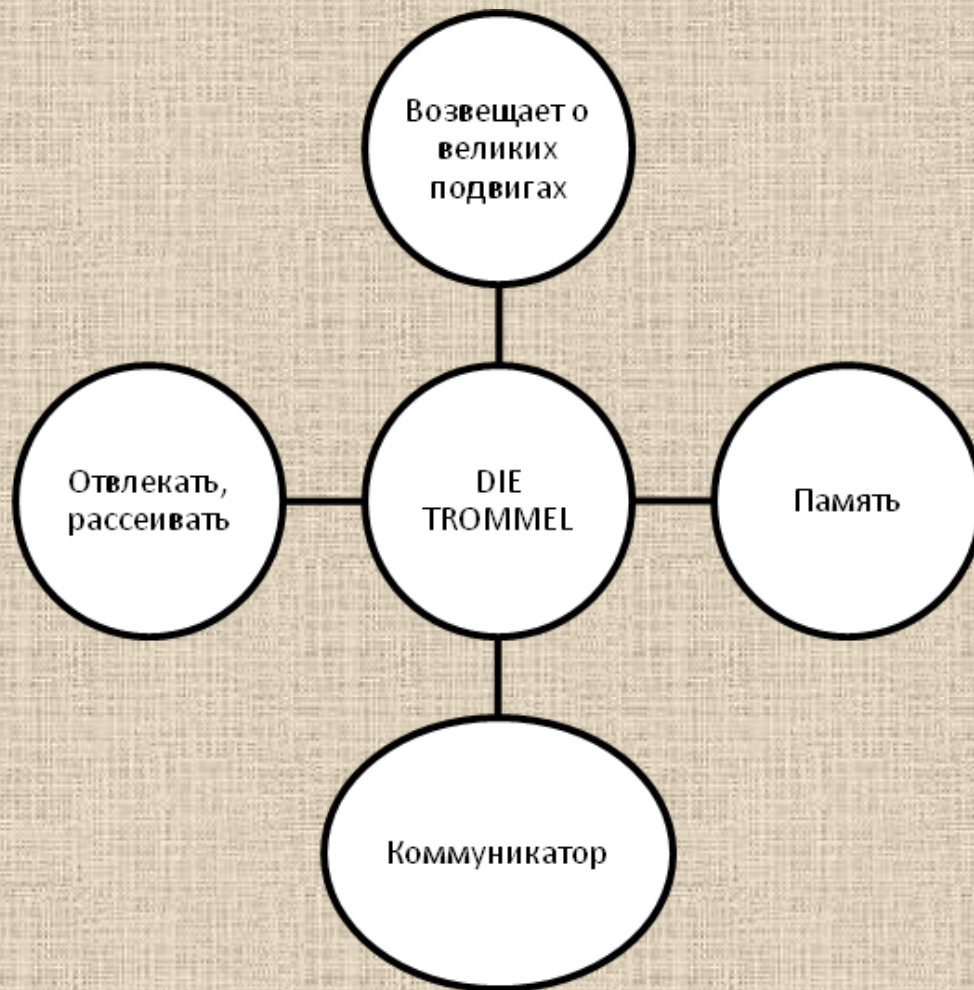 Возвещает о
великих
подвигах
Отвлекать,
рассеивать
DIE
TROMMEL
Память
Коммуникатор